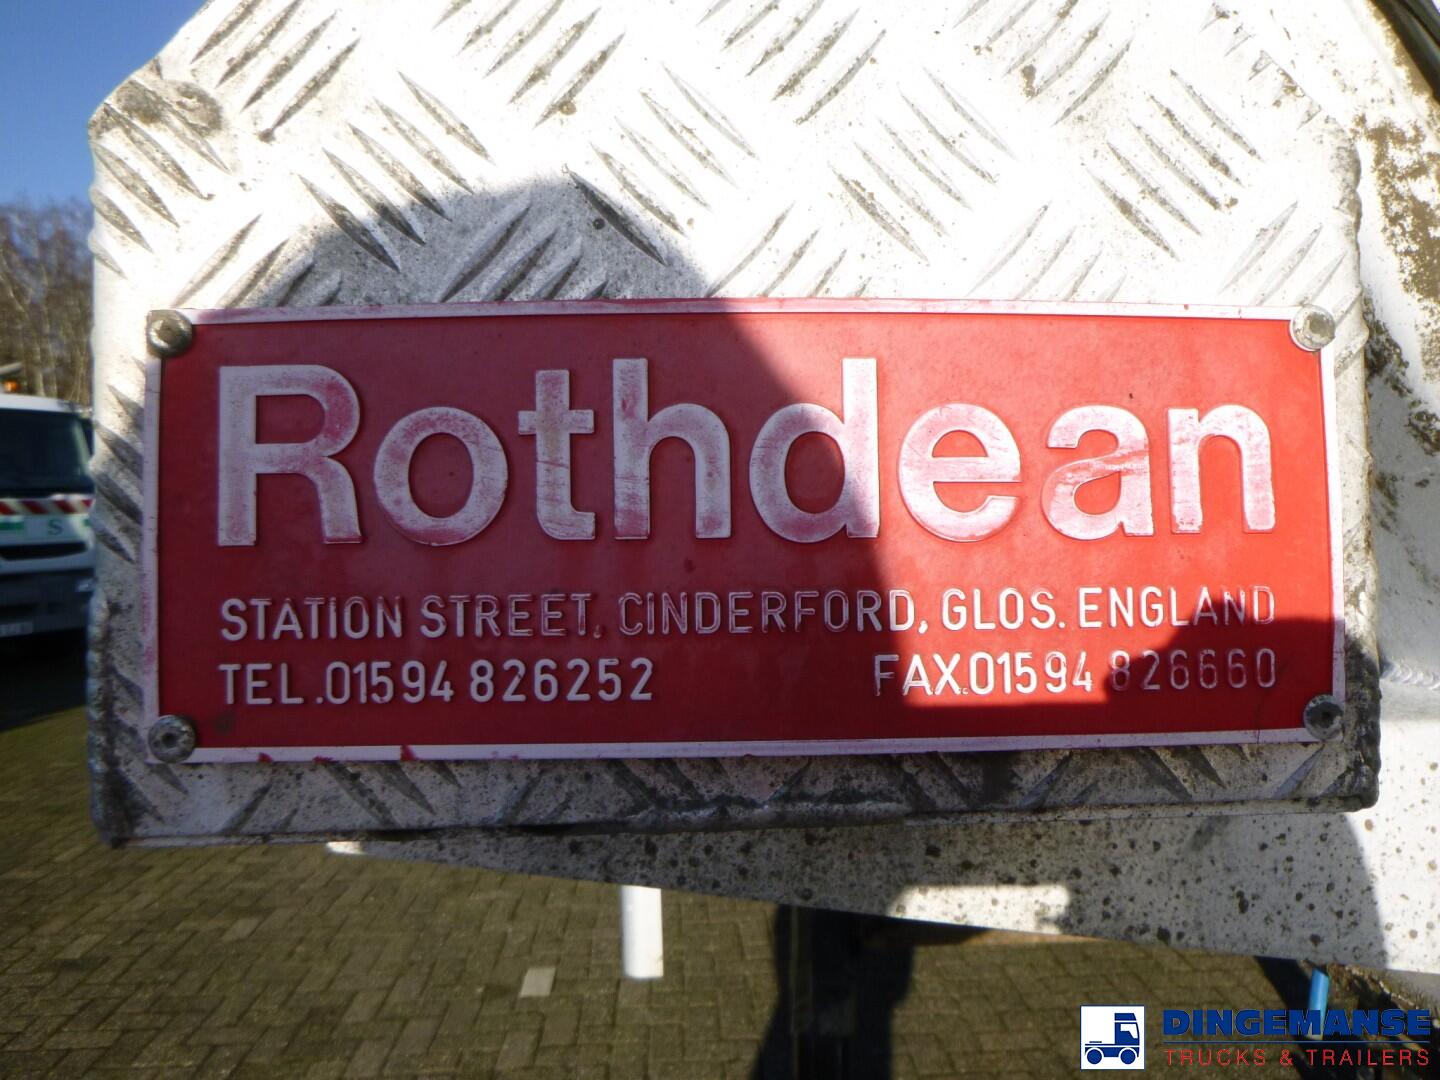 Rothdean
STATION STREET, CINDERFORD, GLOS. ENGLAND
TEL.01594 826252 FAX.01594 826660
S
DINGEMANSE
TRUCKS & TRAILERS